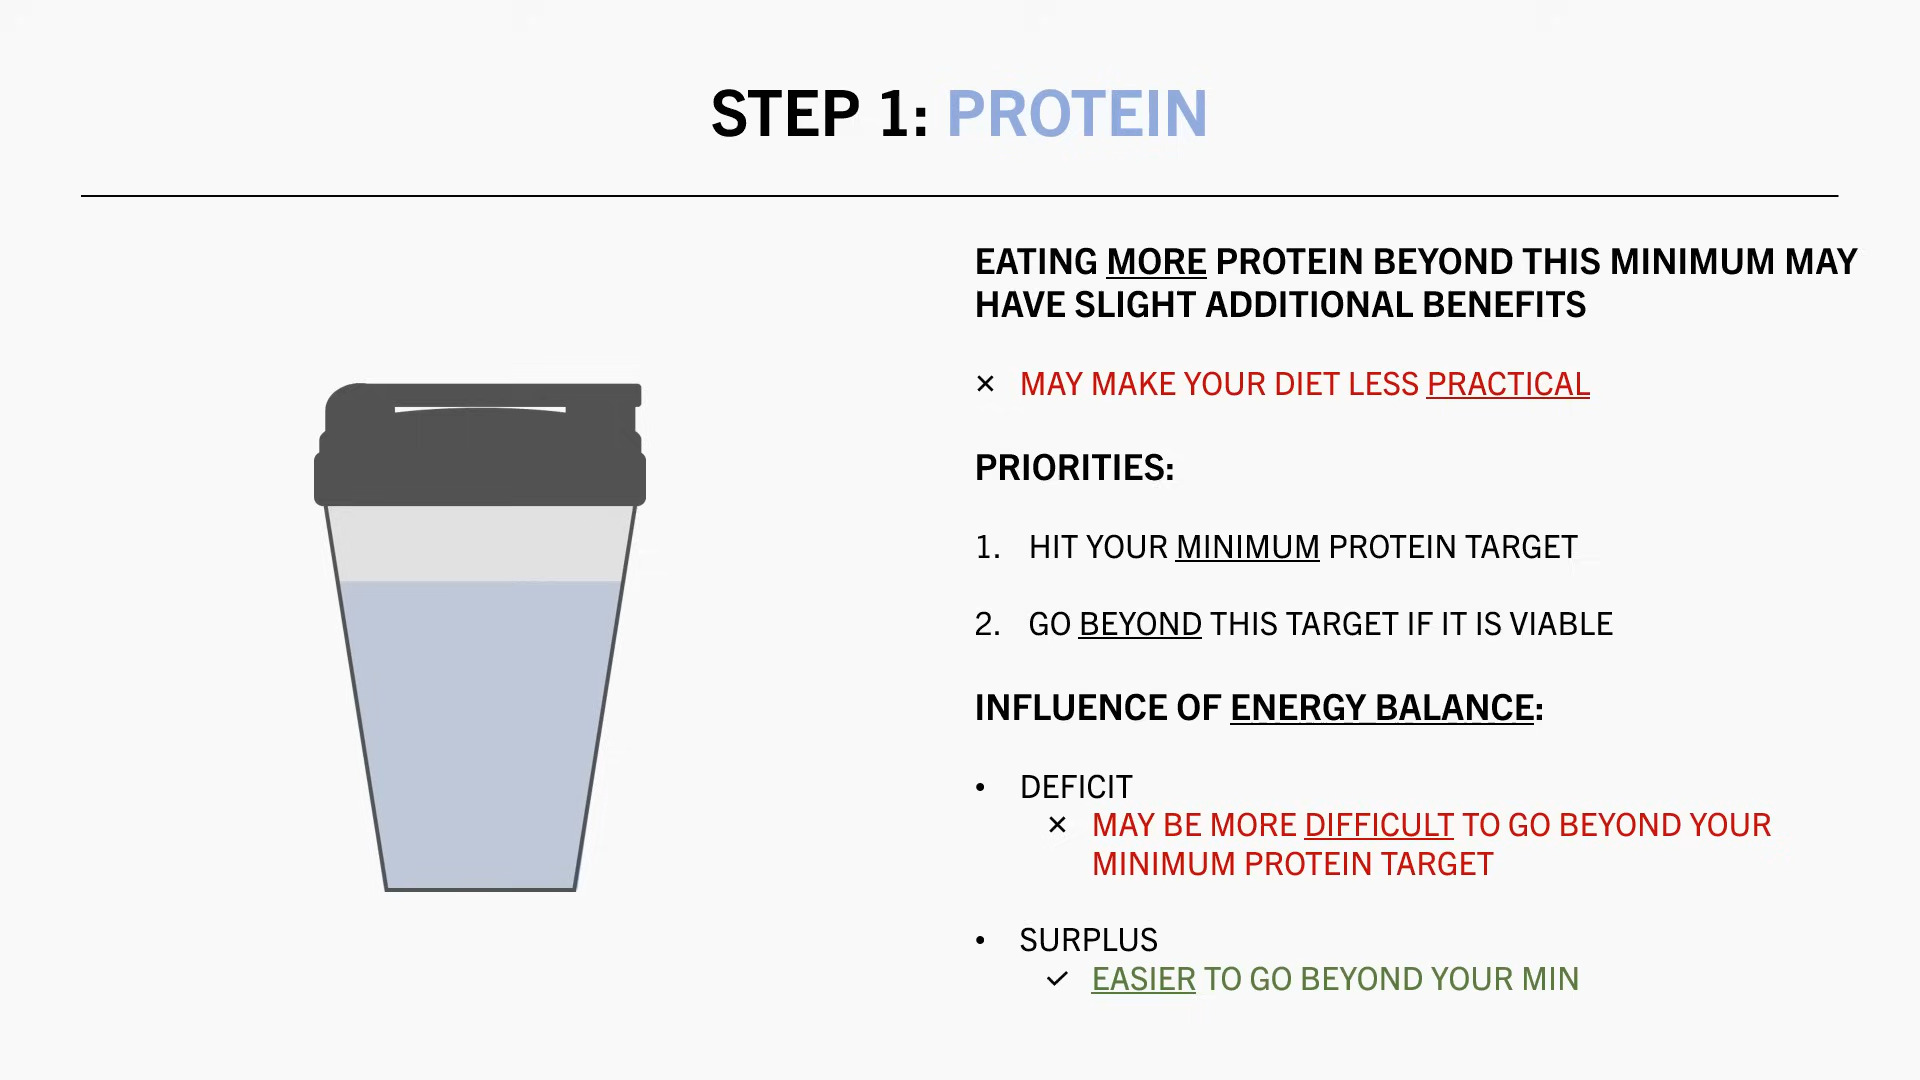 STEP 1: PROTEIN
EATING MORE PROTEIN BEYOND THIS MINIMUM MAY
HAVE SLIGHT ADDITIONAL BENEFITS
✕ MAY MAKE YOUR DIET LESS PRACTICAL
PRIORITIES:
1. HIT YOUR MINIMUM PROTEIN TARGET
2. GO BEYOND THIS TARGET IF IT IS VIABLE
INFLUENCE OF ENERGY BALANCE:
• DEFICIT
✕ MAY BE MORE DIFFICULT TO GO BEYOND YOUR
MINIMUM PROTEIN TARGET
• SURPLUS
✓ EASIER TO GO BEYOND YOUR MIN